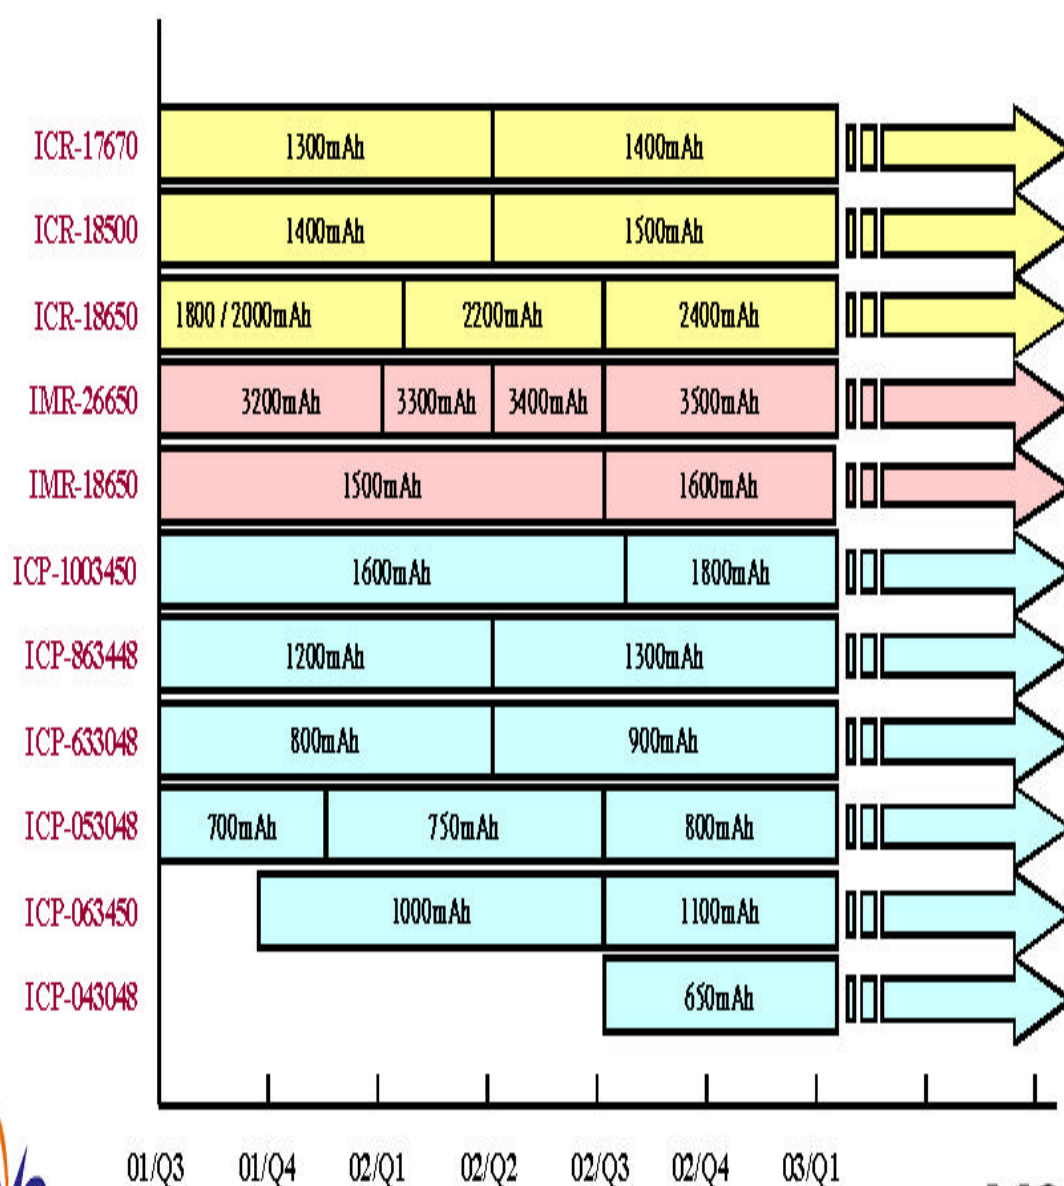 ICR-17670 1300mAh 1400mAh
ICR-18500 1400mAh 1500mAh
ICR-18650 1800 / 2000mAh 2200mAh 2400mAh
IMR-26650 3200mAh 3300mAh 3400mAh 3500mAh
IMR-18650 1500mAh 1600mAh
ICP-1003450 1600mAh 1800mAh
ICP-863448 1200mAh 1300mAh
ICP-633048 800mAh 900mAh
ICP-053048 700mAh 750mAh 800mAh
ICP-063450 1000mAh 1100mAh
ICP-043048 650mAh
01/Q3 01/Q4 02/Q1 02/Q2 02/Q3 02/Q4 03/Q1